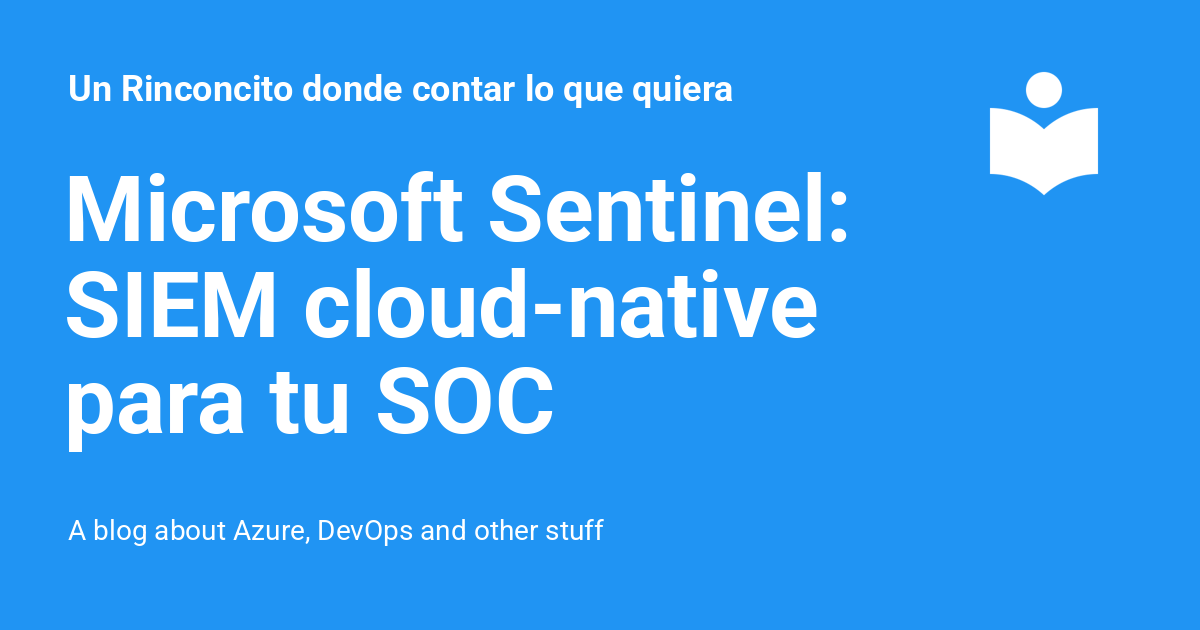 Un Rinconcito donde contar lo que quiera
Microsoft Sentinel:
SIEM cloud-native
para tu SOC
A blog about Azure, DevOps and other stuff